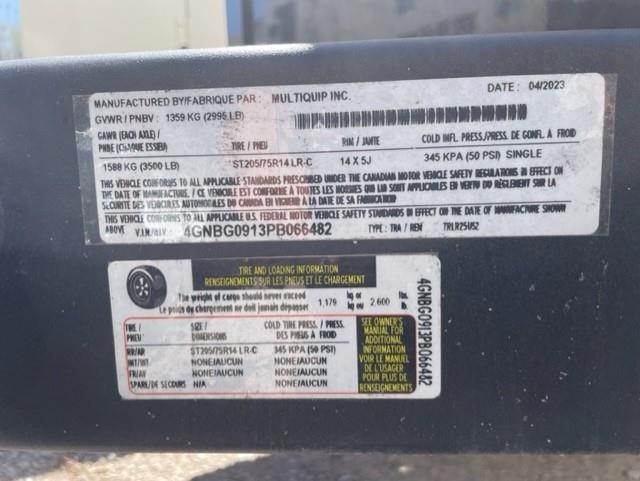 MANUFACTURED BY/FABRIQUE PAR : MULTIQUIP INC. DATE : 04/2023
GVWR / PNBV : 1359 KG (2995 LB)
GAWR (EACH AXLE) / TIRE / PNEU RIM / JANTE COLD INFL. PRESS./PRESS. DE GONFL. À FROID
PNBE (CHAQUE ESSIEU)
1588 KG (3500 LB) ST205/75R14 LR-C 14 X 5J 345 KPA (50 PSI) SINGLE
THIS VEHICLE CONFORMS TO ALL APPLICABLE STANDARDS PRESCRIBED UNDER THE CANADIAN MOTOR VEHICLE SAFETY REGULATIONS IN EFFECT ON
THE DATE OF MANUFACTURE. / CE VÉHICULE EST CONFORME À TOUTES LES NORMES QUI LUI SONT APPLICABLES EN VERTU DU RÈGLEMENT SUR LA
SÉCURITÉ DES VÉHICULES AUTOMOBILES DU CANADA EN VIGUEUR À LA DATE DE SA FABRICATION.
THIS VEHICLE CONFORMS TO ALL APPLICABLE U.S. FEDERAL MOTOR VEHICLE SAFETY STANDARDS IN EFFECT ON THE DATE OF MANUFACTURE SHOWN
ABOVE V.I.N./N.I.V.: 4GNBG0913PB066482 TYPE : TRA / REM TRLR25US2
TIRE AND LOADING INFORMATION
RENSEIGNEMENTS SUR LES PNEUS ET LE CHARGEMENT
The weight of cargo should never exceed 1,179 kg or 2,600 lbs.
Le poids du chargement ne doit jamais dépasser kg ou
TIRE / SIZE / COLD TIRE PRESS. / PRESS.
PNEU DIMENSIONS DES PNEUS À FROID
RR/AR ST205/75R14 LR-C 345 KPA (50 PSI)
INT/INT NONE/AUCUN NONE/AUCUN
FR/AV NONE/AUCUN NONE/AUCUN
SPARE/DE SECOURS N/A NONE/AUCUN
SEE OWNER'S
MANUAL FOR
ADDITIONAL
INFORMATION
VOIR LE MANUEL
DE L'USAGER
POUR PLUS DE
RENSEIGNEMENTS
4GNBG0913PB066482